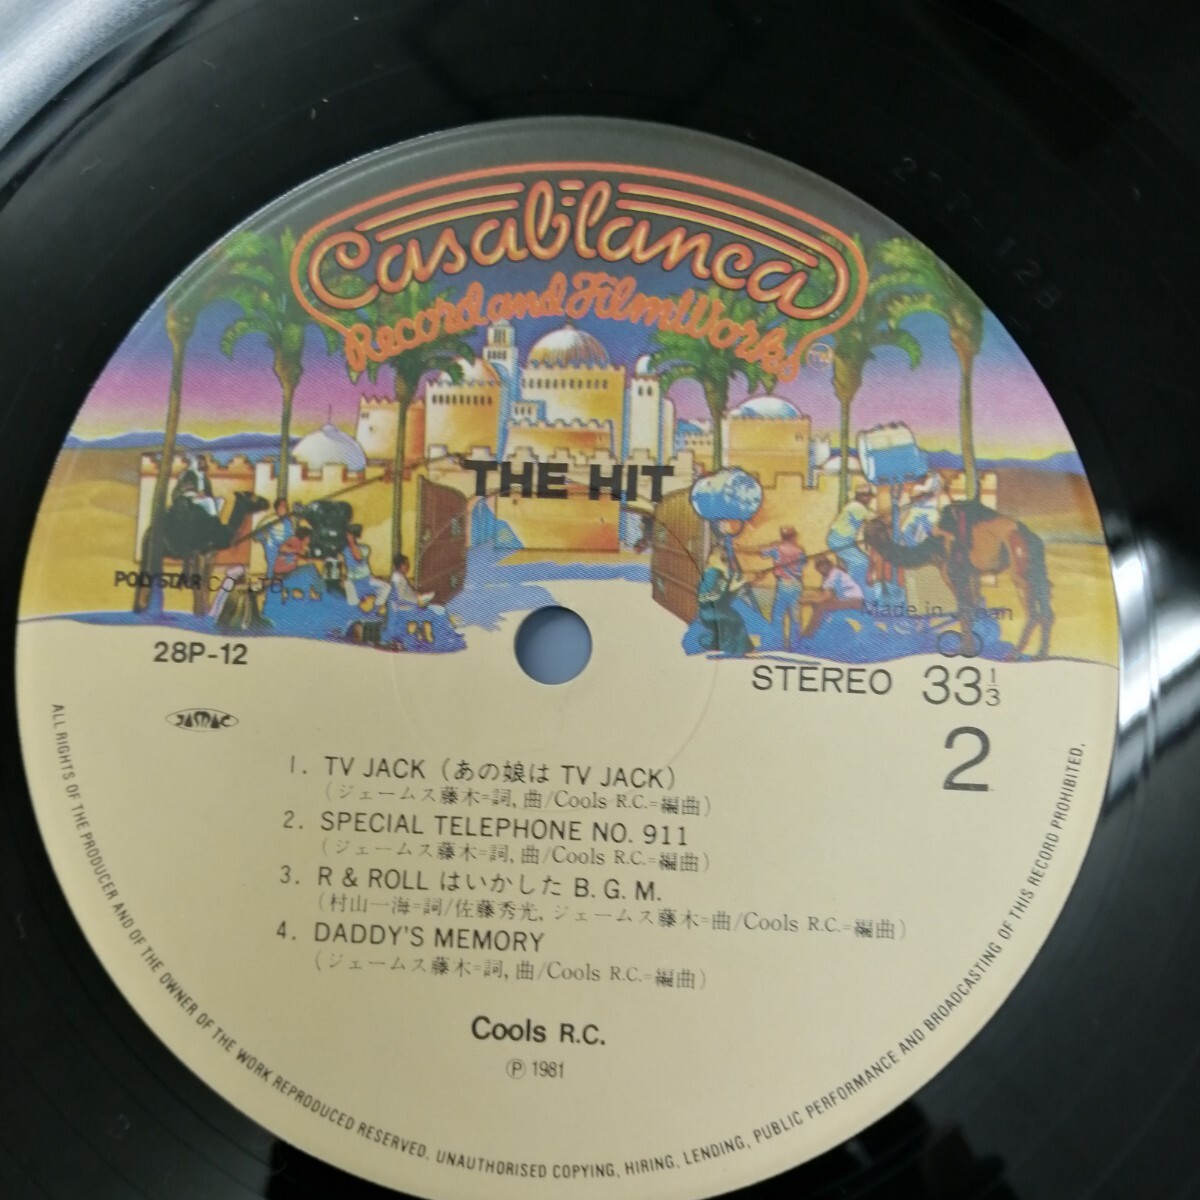 Casablanca
Record and FilmWorks
THE HIT
POLYSTAR CO. LTD.
Made in Japan
28P-12
STEREO 33 1/3
JASRAC
2
1. TV JACK (あの娘は TV JACK)
(ジェームス藤木=詞,曲/Cools R.C.=編曲)
2. SPECIAL TELEPHONE NO. 911
(ジェームス藤木=詞,曲/Cools R.C.=編曲)
3. R & ROLL はいかした B. G. M.
(村山一海=詞/佐藤秀光,ジェームス藤木=曲/Cools R.C.=編曲)
4. DADDY'S MEMORY
(ジェームス藤木=詞,曲/Cools R.C.=編曲)
Cools R.C.
℗ 1981
ALL RIGHTS OF THE PRODUCER AND OF THE OWNER OF THE WORK REPRODUCED RESERVED. UNAUTHORISED COPYING, HIRING, LENDING, PUBLIC PERFORMANCE AND BROADCASTING OF THIS RECORD PROHIBITED.